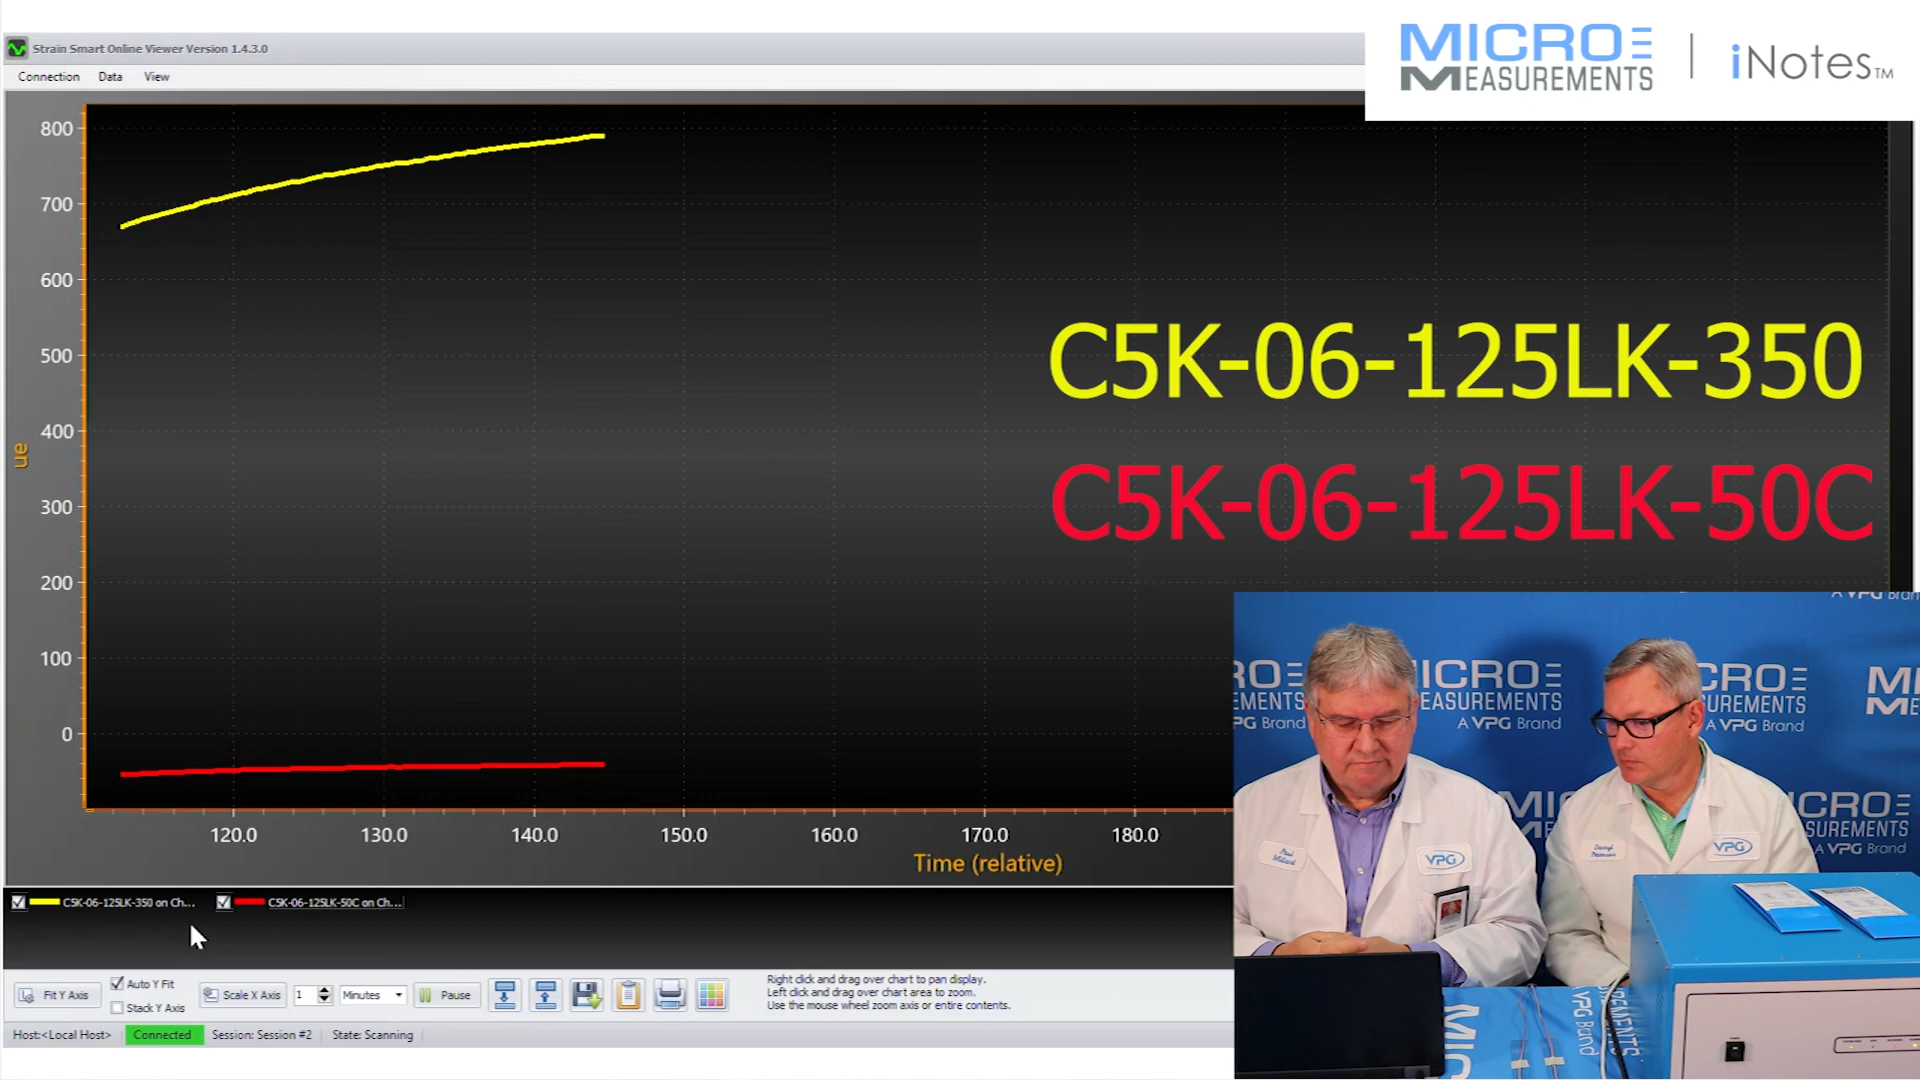 Strain Smart Online Viewer Version 1.4.3.0
MICRO MEASUREMENTS | iNotes™
Connection Data View
800
700
600
500
400
300
200
100
0
ue
C5K-06-125LK-350
C5K-06-125LK-50C
120.0 130.0 140.0 150.0 160.0 170.0 180.0
Time (relative)
C5K-06-125LK-350 on Ch... C5K-06-125LK-50C on Ch...
Fit Y Axis
Auto Y Fit
Stack Y Axis
Scale X Axis
1
Minutes
Pause
Right click and drag over chart to pan display.
Left click and drag over chart area to zoom.
Use the mouse wheel zoom axis or entire contents.
Host:<Local Host> Connected Session: Session #2 State: Scanning
A VPG Brand
MICRO
MEASUREMENTS
A VPG Brand
Paul
Millard
VPG
VPG